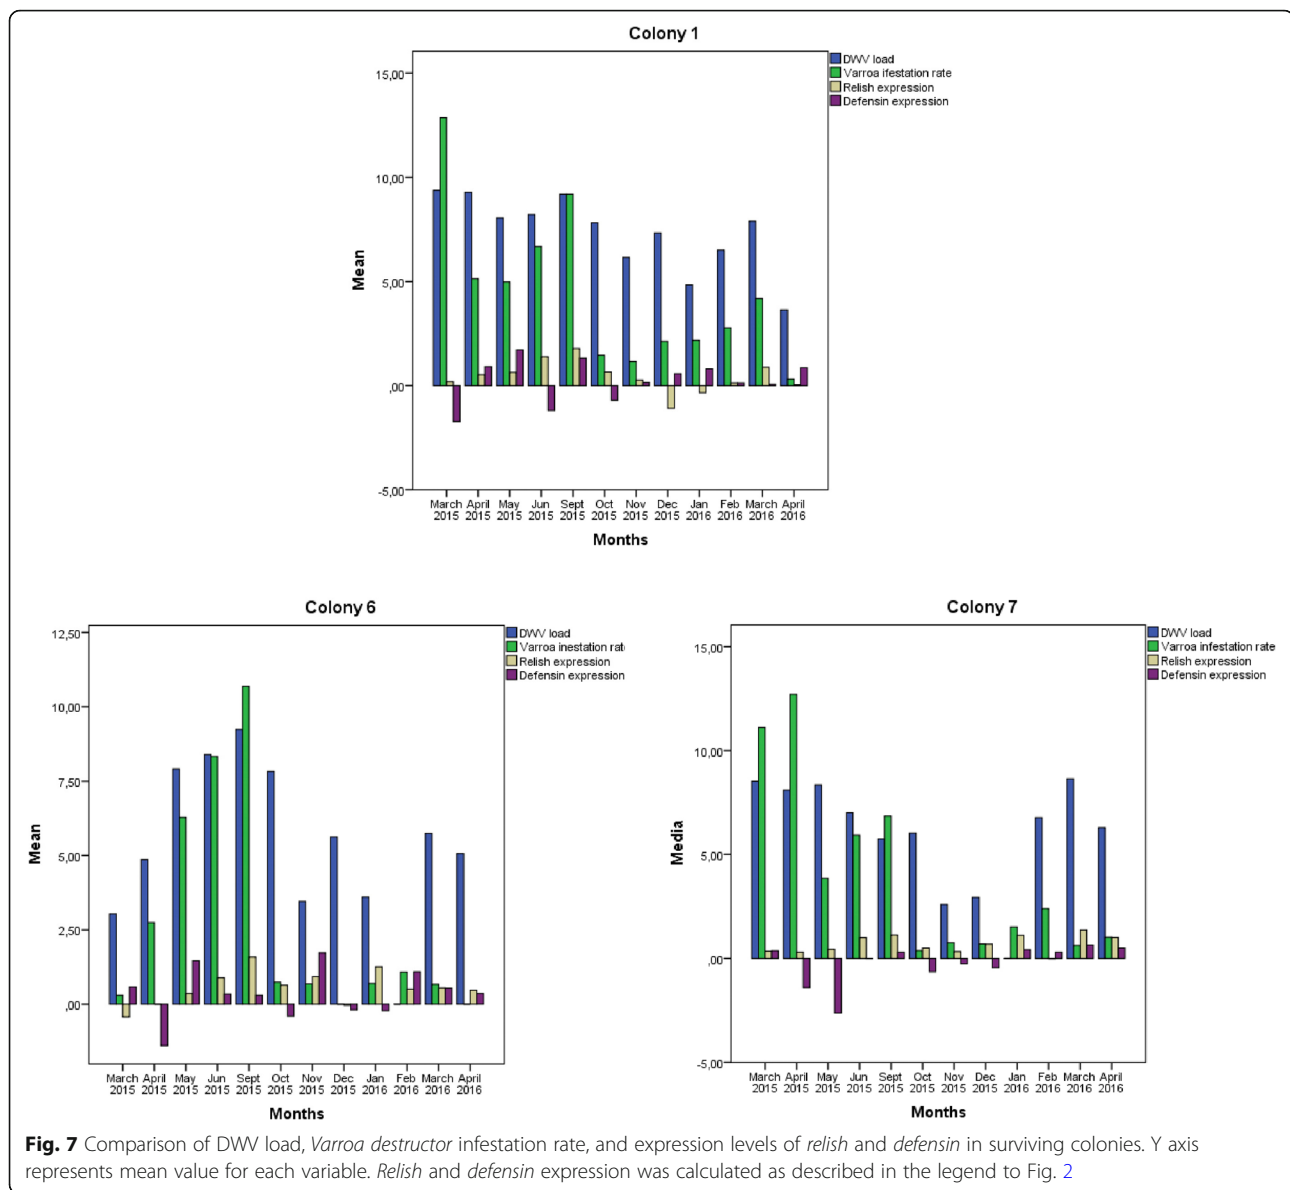 Colony 1
DWV load
Varroa ifestation rate
Relish expression
Defensin expression
15,00
10,00
5,00
,00
-5,00
Mean
March April May Jun Sept Oct Nov Dec Jan Feb March April
2015 2015 2015 2015 2015 2015 2015 2015 2016 2016 2016 2016
Months
Colony 6
DWV load
Varroa inestation rat
Relish expression
Defensin expression
12,50
10,00
7,50
5,00
2,50
,00
Mean
March April May Jun Sept Oct Nov Dec Jan Feb March April
2015 2015 2015 2015 2015 2015 2015 2015 2016 2016 2016 2016
Months
Colony 7
DWV load
Varroa infestation rate
Relish expression
Defensin expression
15,00
10,00
5,00
,00
-5,00
Media
March April May Jun Sept Oct Nov Dec Jan Feb March April
2015 2015 2015 2015 2015 2015 2015 2015 2016 2016 2016 2016
Months
Fig. 7 Comparison of DWV load, Varroa destructor infestation rate, and expression levels of relish and defensin in surviving colonies. Y axis
represents mean value for each variable. Relish and defensin expression was calculated as described in the legend to Fig. 2